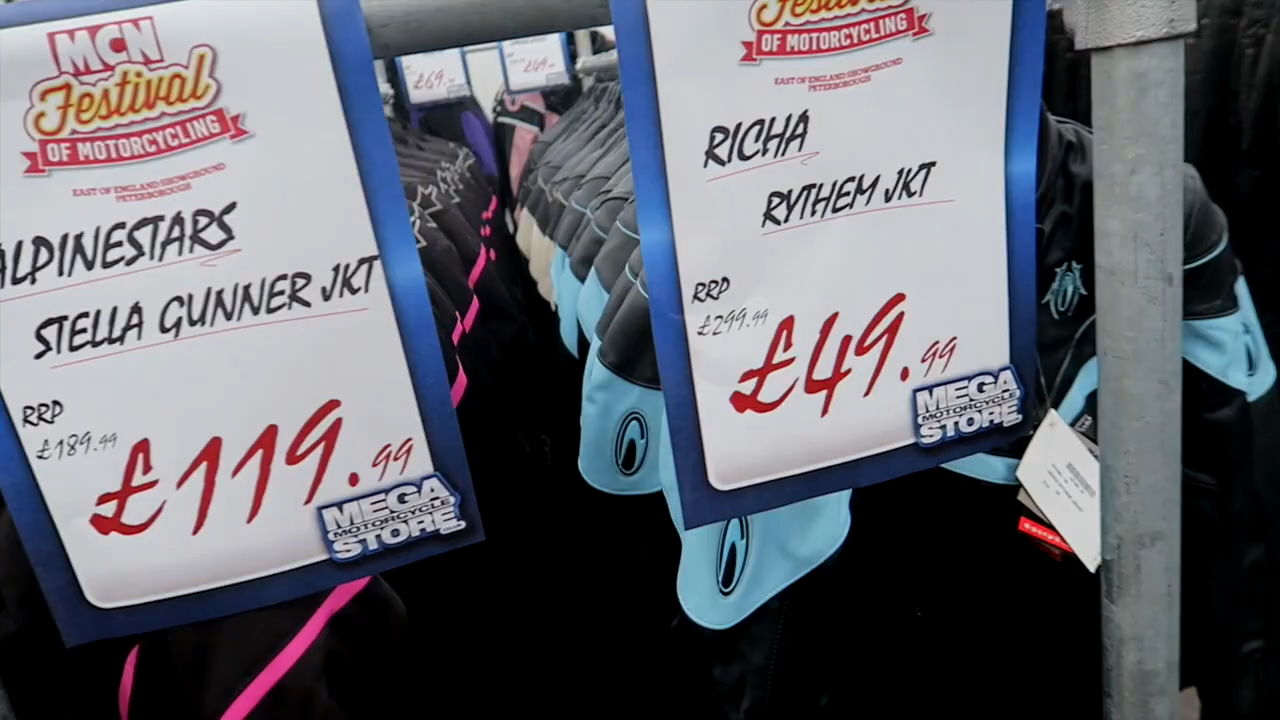 MCN
Festival
OF MOTORCYCLING
EAST OF ENGLAND SHOWGROUND
PETERBOROUGH
ALPINESTARS
STELLA GUNNER JKT
RRP
£189.99
£119.99
MEGA
MOTORCYCLE
STORE
£69.
£49.
Festival
OF MOTORCYCLING
EAST OF ENGLAND SHOWGROUND
PETERBOROUGH
RICHA
RYTHEM JKT
RRP
£299.99
£49.99
MEGA
MOTORCYCLE
STORE